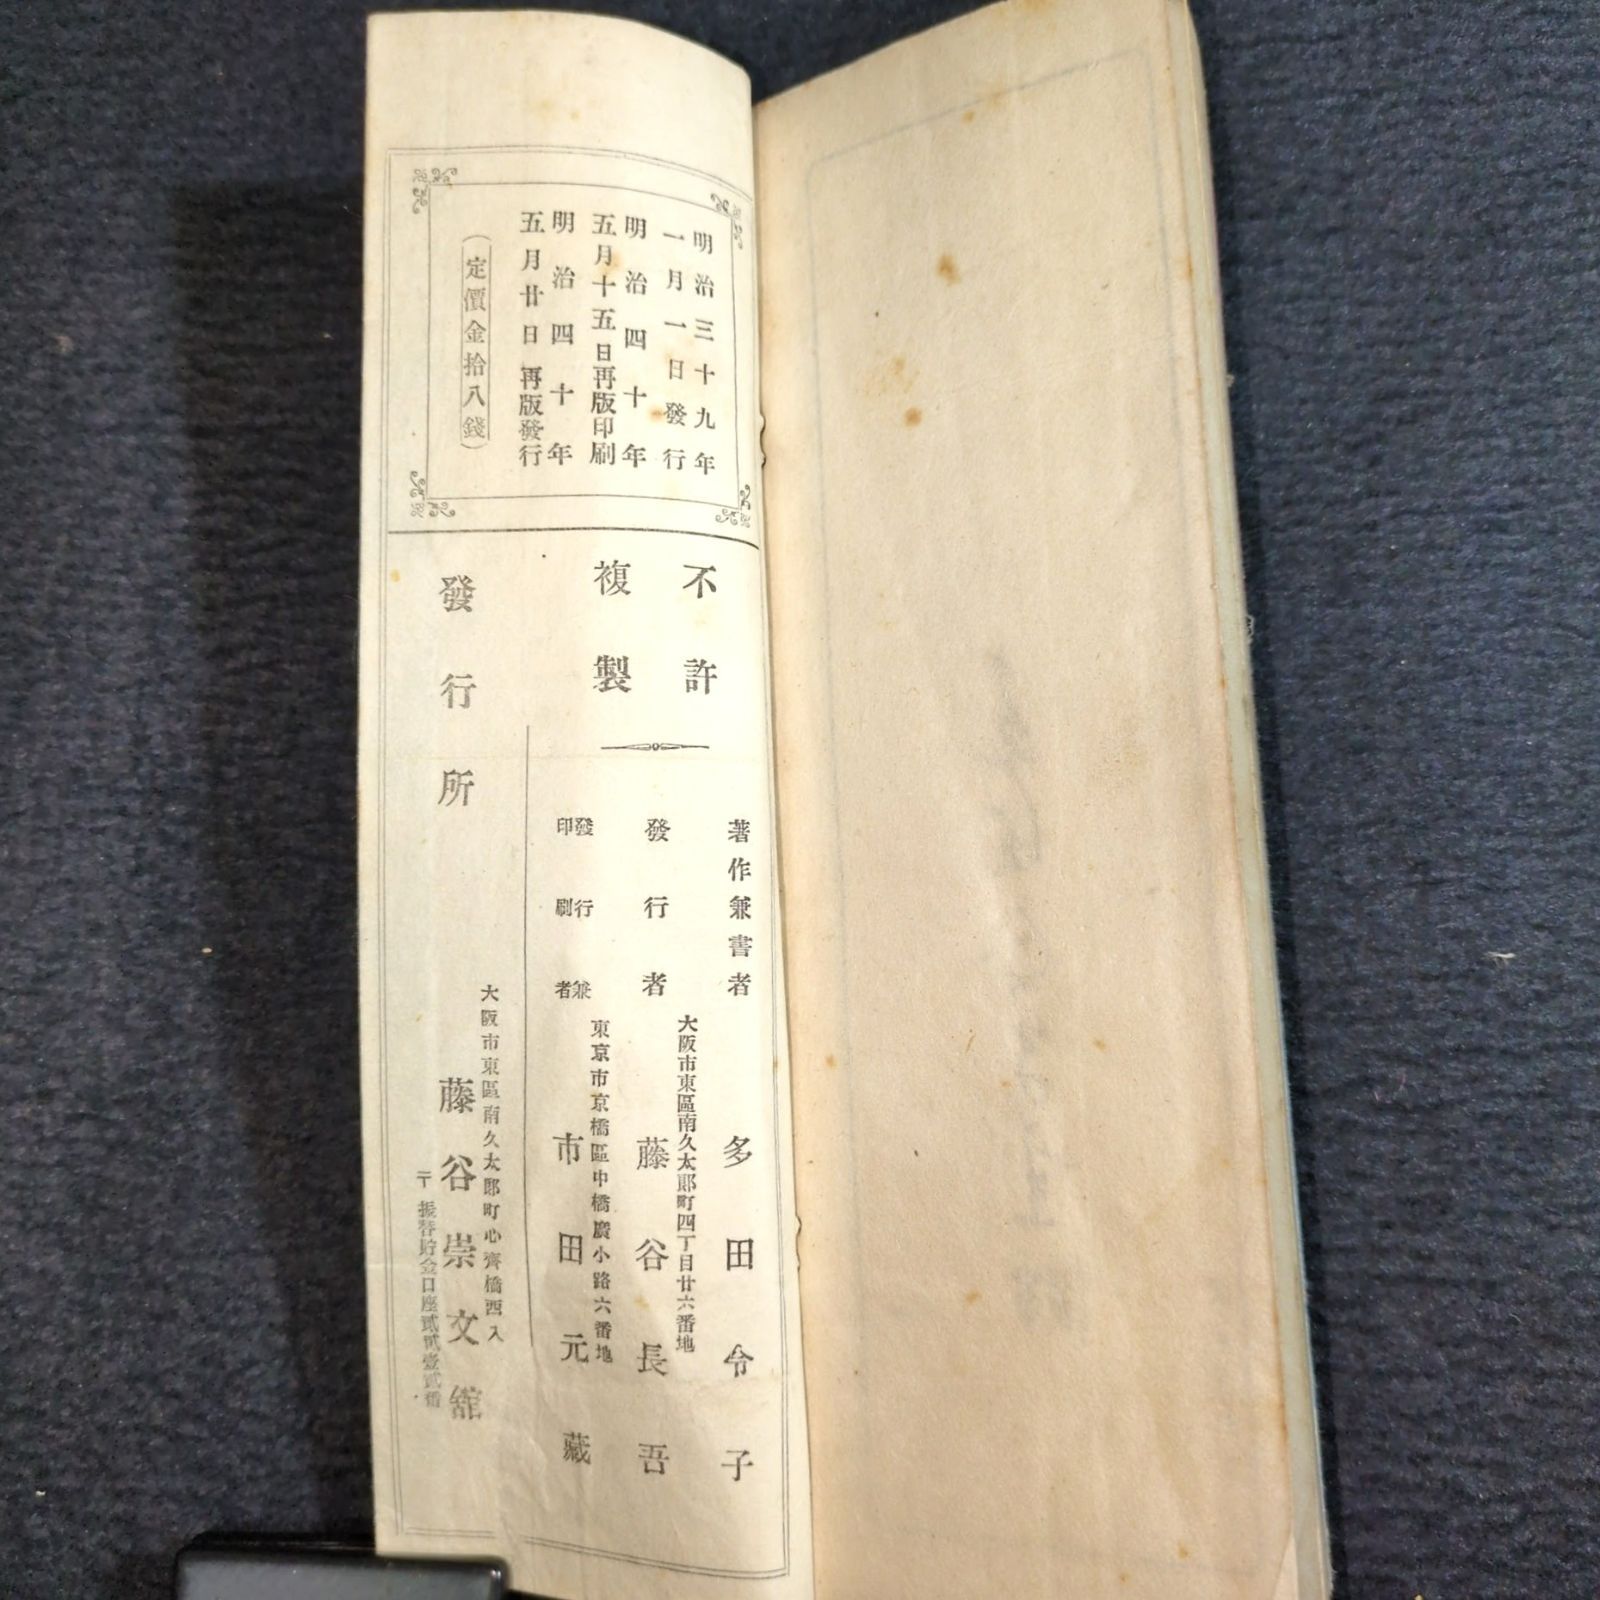 明治三十九年
一月一日發行
明治四十年
五月十五日再版印刷
明治四十年
五月廿日再版發行
（定價金拾八錢）
不許
複製
著作兼書者　多田令子
大阪市東區南久太郎町四丁目廿六番地
發行者　藤谷長吾
東京市京橋區中橋廣小路六番地
發行兼
印刷者　市田元藏
大阪市東區南久太郎町心齋橋西入
發行所　藤谷崇文舘
〒振替貯金口座貳貳壹貳番